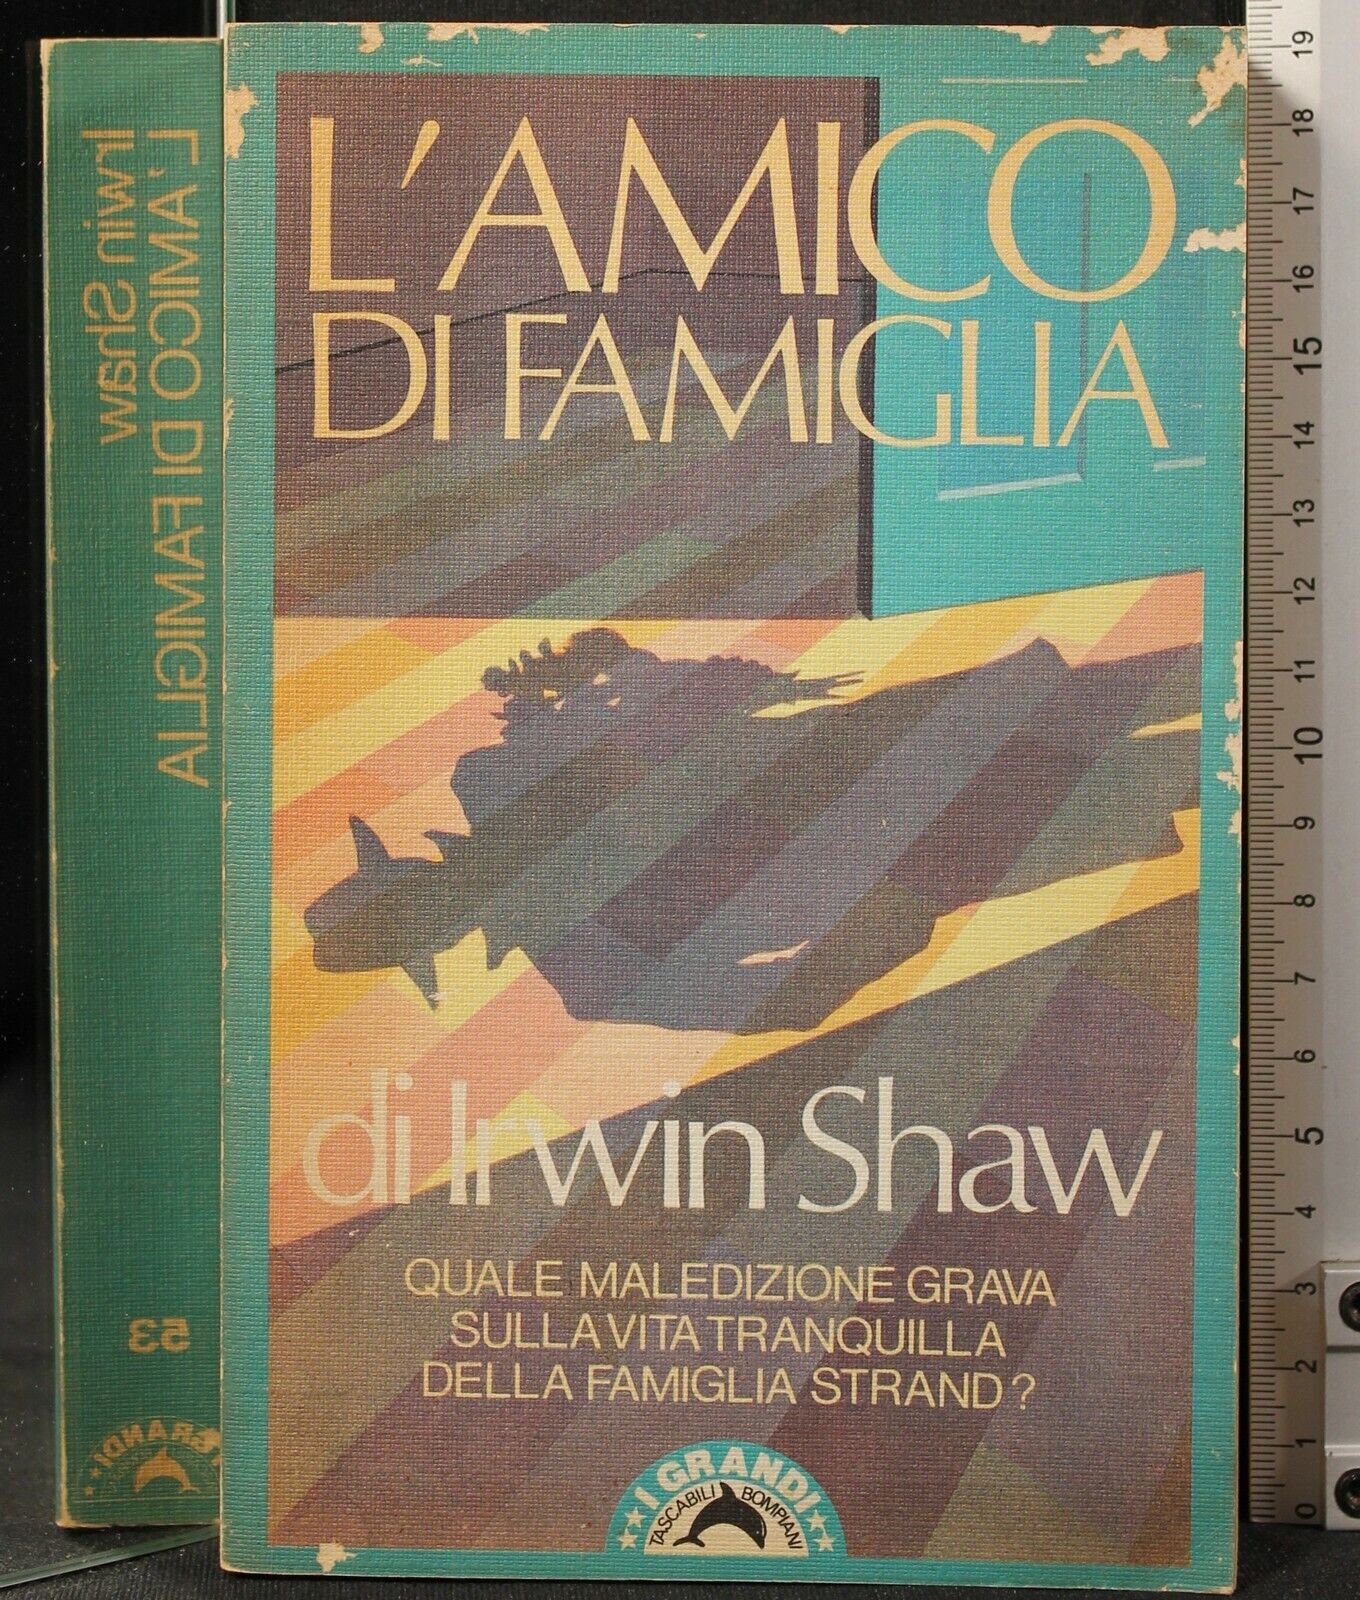 L'AMICO
DI FAMIGLIA
di Irwin Shaw
QUALE MALEDIZIONE GRAVA
SULLA VITA TRANQUILLA
DELLA FAMIGLIA STRAND?
I GRANDI
TASCABILI BOMPIANI
Irwin Shaw
L'AMICO DI FAMIGLIA
53
I GRANDI
19
18
17
16
15
14
13
12
11
10
9
8
7
6
5
4
3
2
1
0